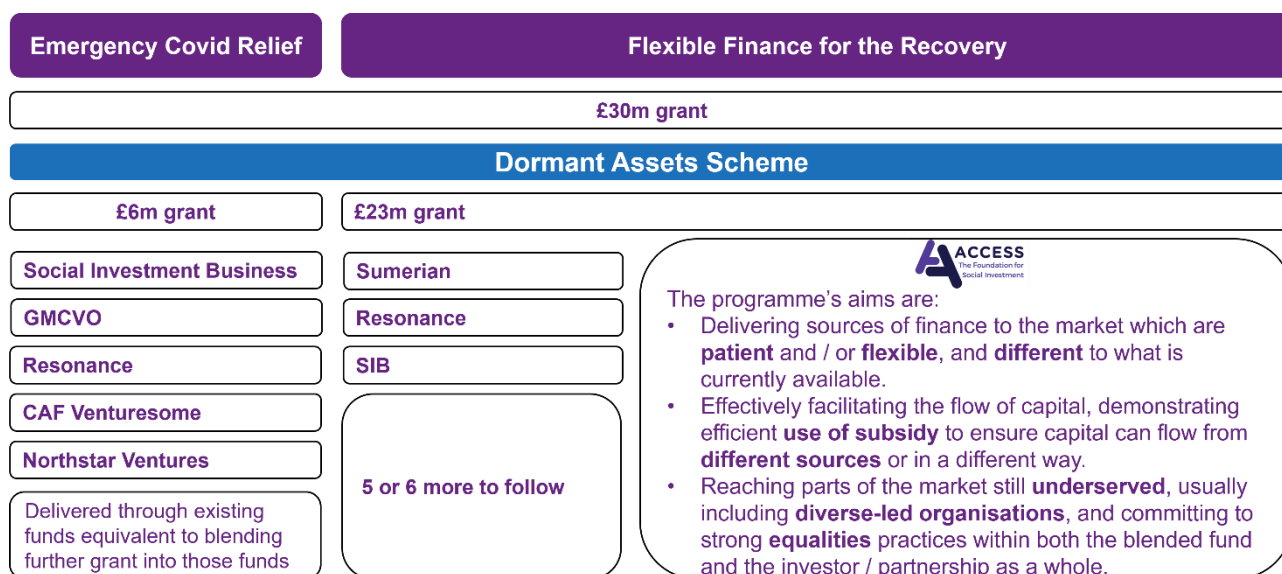 Emergency Covid Relief
Flexible Finance for the Recovery
£30m grant
Dormant Assets Scheme
£6m grant
£23m grant
Social Investment Business
GMCVO
Resonance
CAF Venturesome
Northstar Ventures
Delivered through existing
funds equivalent to blending
further grant into those funds
Sumerian
Resonance
SIB
5 or 6 more to follow
ACCESS
The Foundation for
Social Investment
The programme’s aims are:
• Delivering sources of finance to the market which are
patient and / or flexible, and different to what is
currently available.
• Effectively facilitating the flow of capital, demonstrating
efficient use of subsidy to ensure capital can flow from
different sources or in a different way.
• Reaching parts of the market still underserved, usually
including diverse-led organisations, and committing to
strong equalities practices within both the blended fund
and the investor / partnership as a whole.